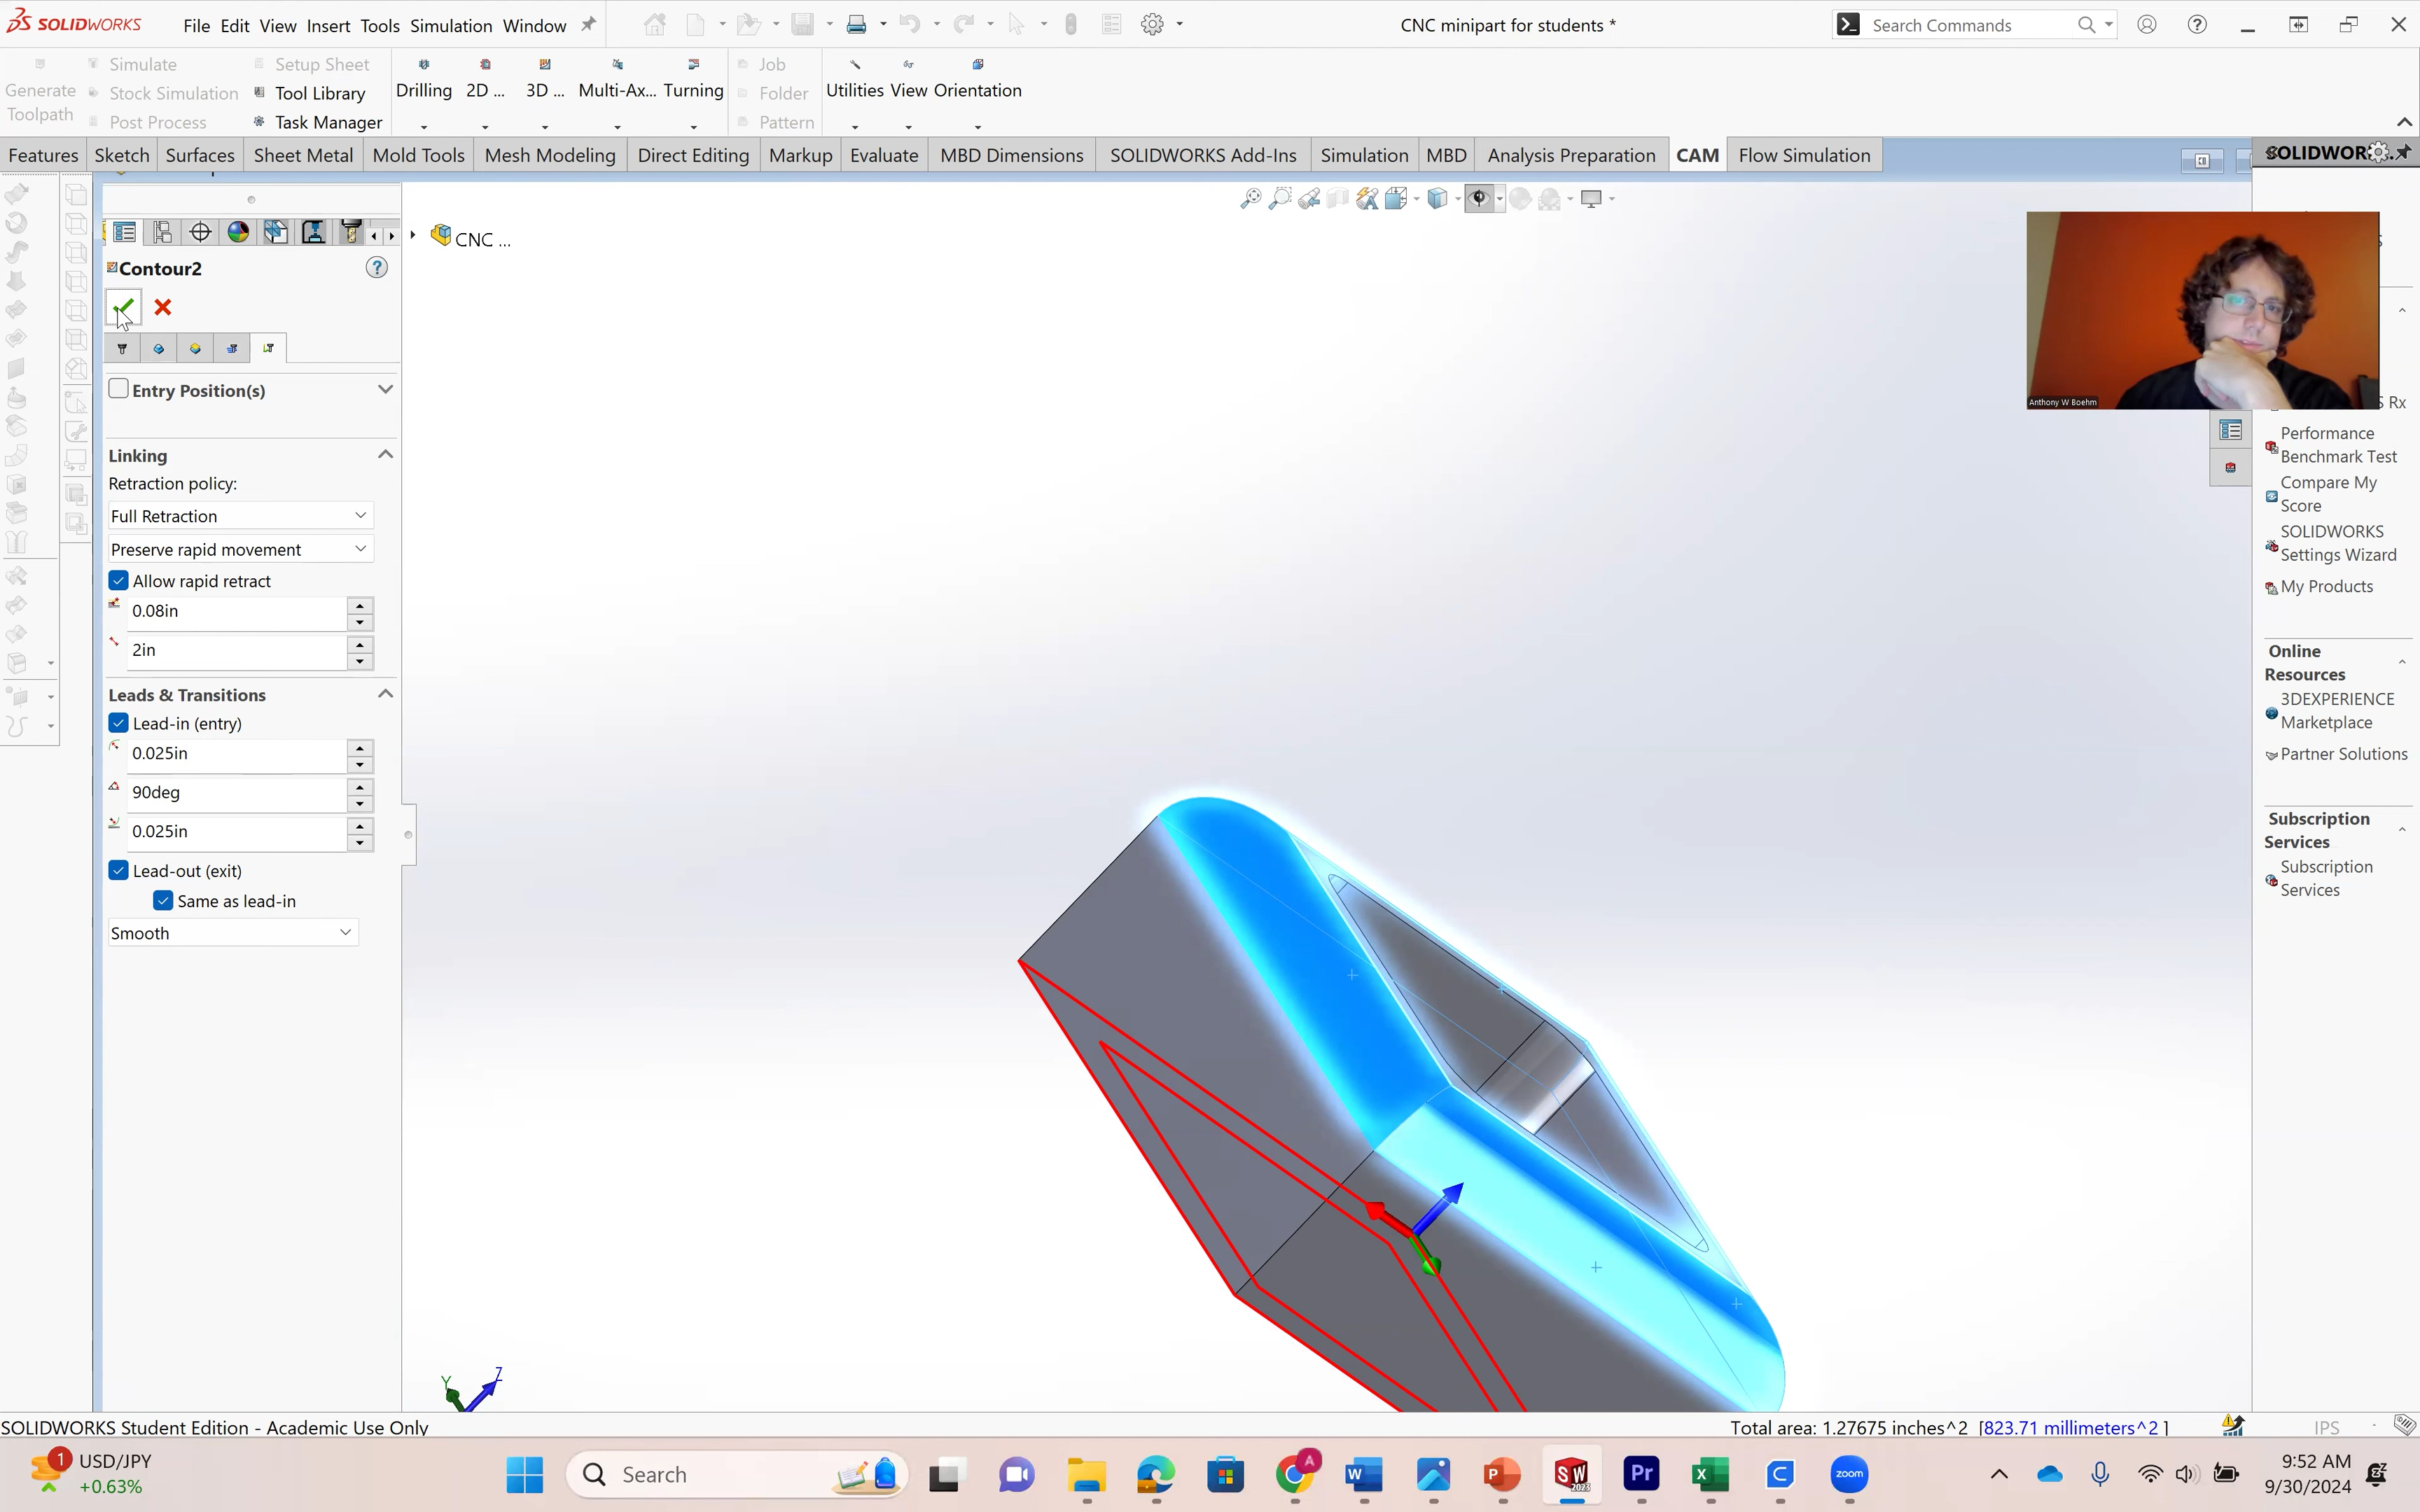 SOLIDWORKS File Edit View Insert Tools Simulation Window CNC minipart for students * Search Commands
Generate Toolpath
Simulate
Stock Simulation
Post Process
Setup Sheet
Tool Library
Task Manager
Drilling 2D ... 3D ... Multi-Ax... Turning
Job
Folder
Pattern
Utilities View Orientation
Features Sketch Surfaces Sheet Metal Mold Tools Mesh Modeling Direct Editing Markup Evaluate MBD Dimensions SOLIDWORKS Add-Ins Simulation MBD Analysis Preparation CAM Flow Simulation
CNC ...
Contour2
Entry Position(s)
Linking
Retraction policy:
Full Retraction
Preserve rapid movement
Allow rapid retract
0.08in
2in
Leads & Transitions
Lead-in (entry)
0.025in
90deg
0.025in
Lead-out (exit)
Same as lead-in
Smooth
Y Z
Anthony W Boehm
Rx
Performance
Benchmark Test
Compare My
Score
SOLIDWORKS
Settings Wizard
My Products
Online
Resources
3DEXPERIENCE
Marketplace
Partner Solutions
Subscription
Services
Subscription
Services
SOLIDWORKS Student Edition - Academic Use Only
Total area: 1.27675 inches^2 [823.71 millimeters^2 ] IPS -
1 USD/JPY
+0.63%
Search
A
W P SW 2023 Pr X C zoom
9:52 AM
9/30/2024